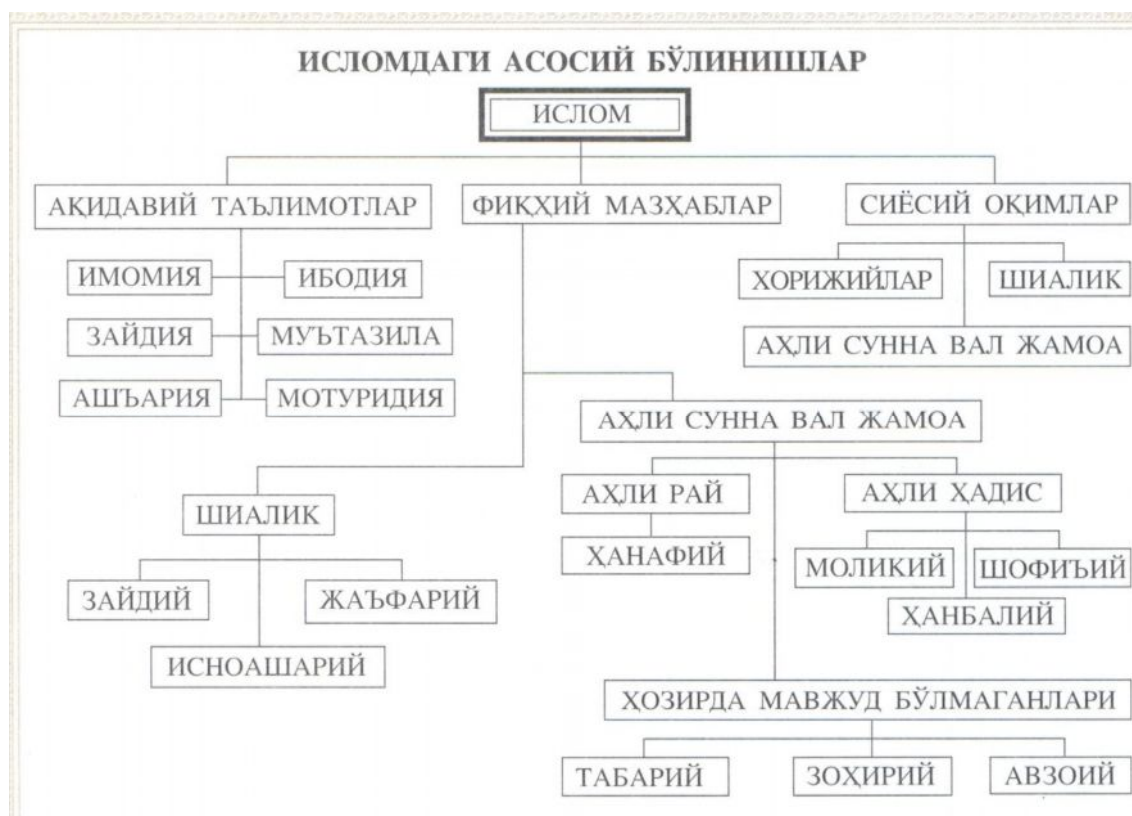 ИСЛОМДАГИ АСОСИЙ БЎЛИНИШЛАР
ИСЛОМ
АҚИДАВИЙ ТАЪЛИМОТЛАР
ФИҚҲИЙ МАЗҲАБЛАР
СИЁСИЙ ОҚИМЛАР
ИМОМИЯ
ИБОДИЯ
ЗАЙДИЯ
МУЪТАЗИЛА
АШЪАРИЯ
МОТУРИДИЯ
ХОРИЖИЙЛАР
ШИАЛИК
АҲЛИ СУННА ВАЛ ЖАМОА
АҲЛИ СУННА ВАЛ ЖАМОА
АҲЛИ РАЙ
АҲЛИ ҲАДИС
ҲАНАФИЙ
МОЛИКИЙ
ШОФИЪИЙ
ҲАНБАЛИЙ
ШИАЛИК
ЗАЙДИЙ
ЖАЪФАРИЙ
ИСНОАШАРИЙ
ҲОЗИРДА МАВЖУД БЎЛМАГАНЛАРИ
ТАБАРИЙ
ЗОҲИРИЙ
АВЗОИЙ